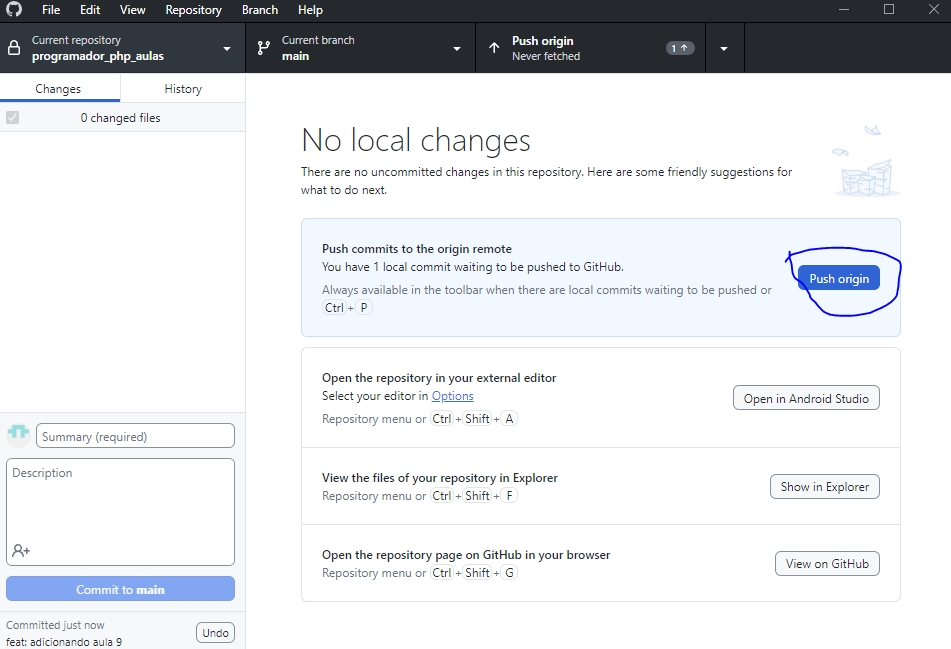 File Edit View Repository Branch Help
Current repository
programador_php_aulas
Current branch
main
Push origin
Never fetched
1
Changes History
0 changed files
No local changes
There are no uncommitted changes in this repository. Here are some friendly suggestions for
what to do next.
Push commits to the origin remote
You have 1 local commit waiting to be pushed to GitHub.
Always available in the toolbar when there are local commits waiting to be pushed or
Ctrl + P
Push origin
Open the repository in your external editor
Select your editor in Options
Repository menu or Ctrl + Shift + A
Open in Android Studio
View the files of your repository in Explorer
Repository menu or Ctrl + Shift + F
Show in Explorer
Open the repository page on GitHub in your browser
Repository menu or Ctrl + Shift + G
View on GitHub
Summary (required)
Description
Commit to main
Committed just now
feat: adicionando aula 9
Undo